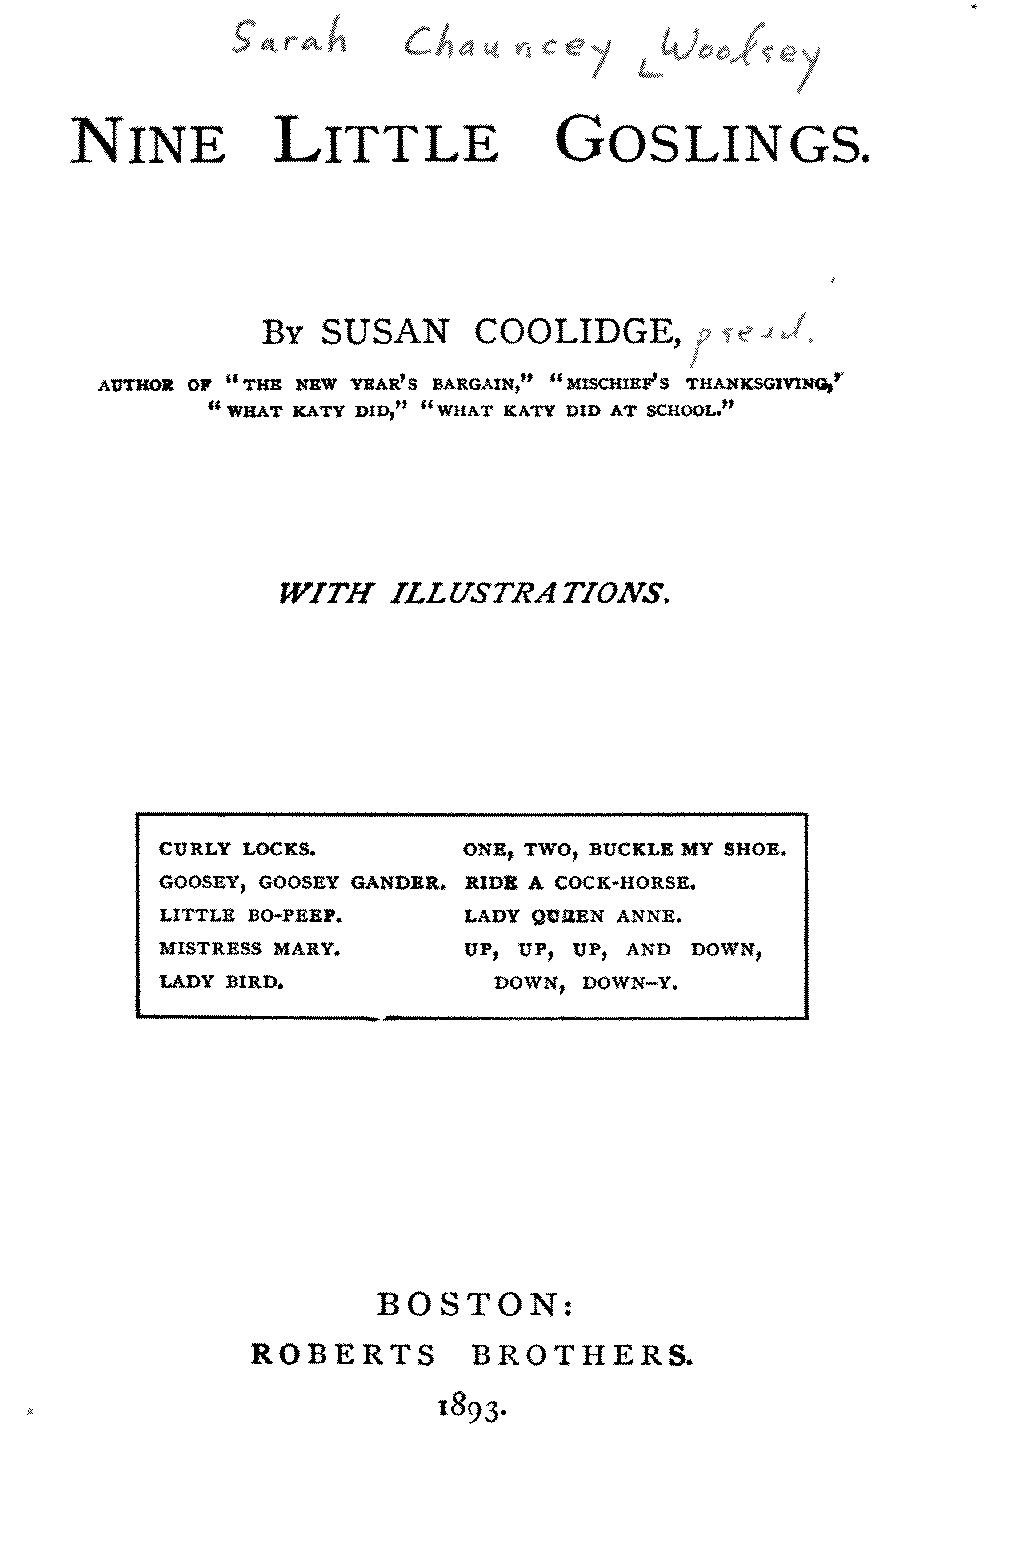 Sarah Chauncey Woolsey
NINE LITTLE GOSLINGS.
BY SUSAN COOLIDGE, pseud.
AUTHOR OF "THE NEW YEAR'S BARGAIN," "MISCHIEF'S THANKSGIVING,"
"WHAT KATY DID," "WHAT KATY DID AT SCHOOL."
WITH ILLUSTRATIONS.
CURLY LOCKS.
GOOSEY, GOOSEY GANDER.
LITTLE BO-PEEP.
MISTRESS MARY.
LADY BIRD.
ONE, TWO, BUCKLE MY SHOE.
RIDE A COCK-HORSE.
LADY QUEEN ANNE.
UP, UP, UP, AND DOWN,
DOWN, DOWN-Y.
BOSTON:
ROBERTS BROTHERS.
1893.